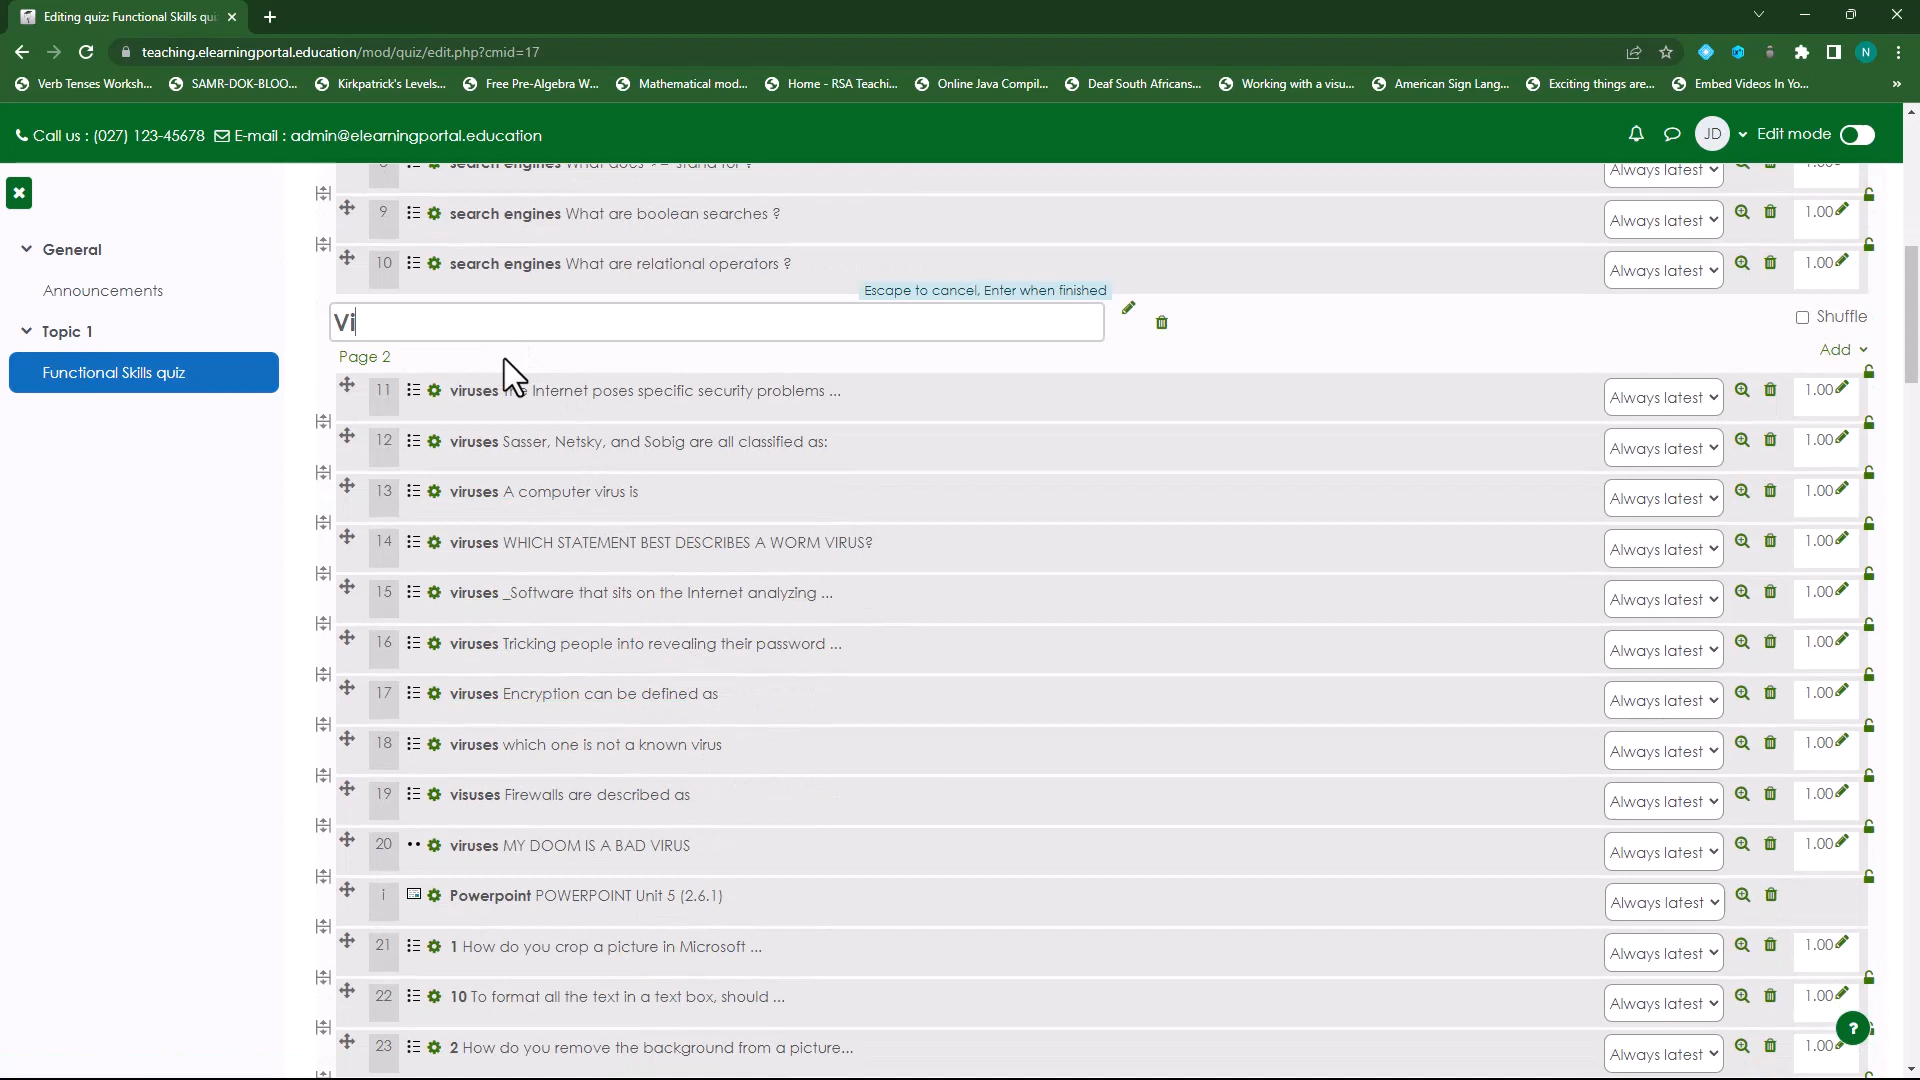 Editing quiz: Functional Skills qui
teaching.elearningportal.education/mod/quiz/edit.php?cmid=17
N
Verb Tenses Worksh...
SAMR-DOK-BLOO...
Kirkpatrick's Levels...
Free Pre-Algebra W...
Mathematical mod...
Home - RSA Teachi...
Online Java Compil...
Deaf South Africans...
Working with a visu...
American Sign Lang...
Exciting things are...
Embed Videos In Yo...
»
Call us : (027) 123-45678 E-mail : admin@elearningportal.education
JD Edit mode
General
Announcements
Topic 1
Functional Skills quiz
search engines What does >= stand for ? Always latest
9 search engines What are boolean searches ? Always latest 1.00
10 search engines What are relational operators ? Always latest 1.00
Escape to cancel, Enter when finished
Vi
Shuffle
Page 2
Add
11 viruses Internet poses specific security problems ... Always latest 1.00
12 viruses Sasser, Netsky, and Sobig are all classified as: Always latest 1.00
13 viruses A computer virus is Always latest 1.00
14 viruses WHICH STATEMENT BEST DESCRIBES A WORM VIRUS? Always latest 1.00
15 viruses _Software that sits on the Internet analyzing ... Always latest 1.00
16 viruses Tricking people into revealing their password ... Always latest 1.00
17 viruses Encryption can be defined as Always latest 1.00
18 viruses which one is not a known virus Always latest 1.00
19 visuses Firewalls are described as Always latest 1.00
20 viruses MY DOOM IS A BAD VIRUS Always latest 1.00
i Powerpoint POWERPOINT Unit 5 (2.6.1) Always latest
21 1 How do you crop a picture in Microsoft ... Always latest 1.00
22 10 To format all the text in a text box, should ... Always latest 1.00
?
23 2 How do you remove the background from a picture... Always latest 1.00